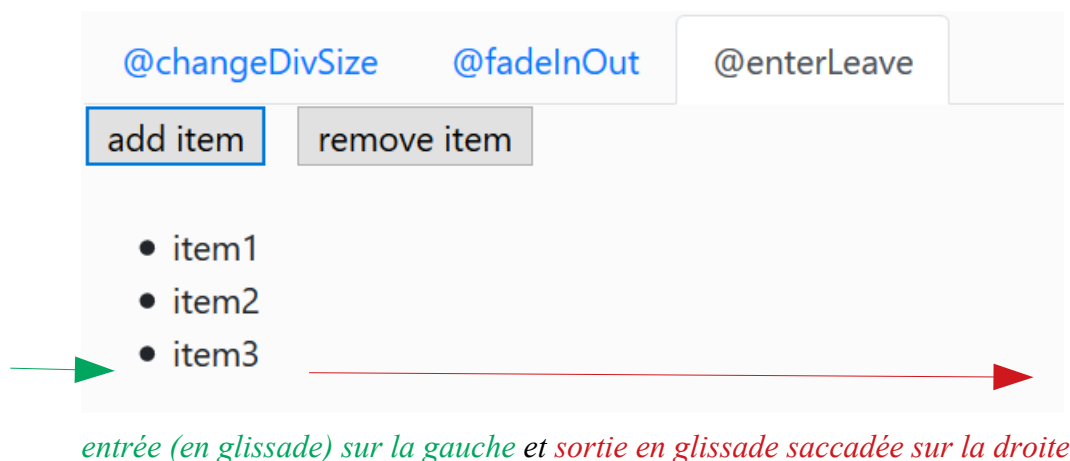 @changeDivSize @fadeInOut @enterLeave
add item remove item
item1
item2
item3
entrée (en glissade) sur la gauche et sortie en glissade saccadée sur la droite